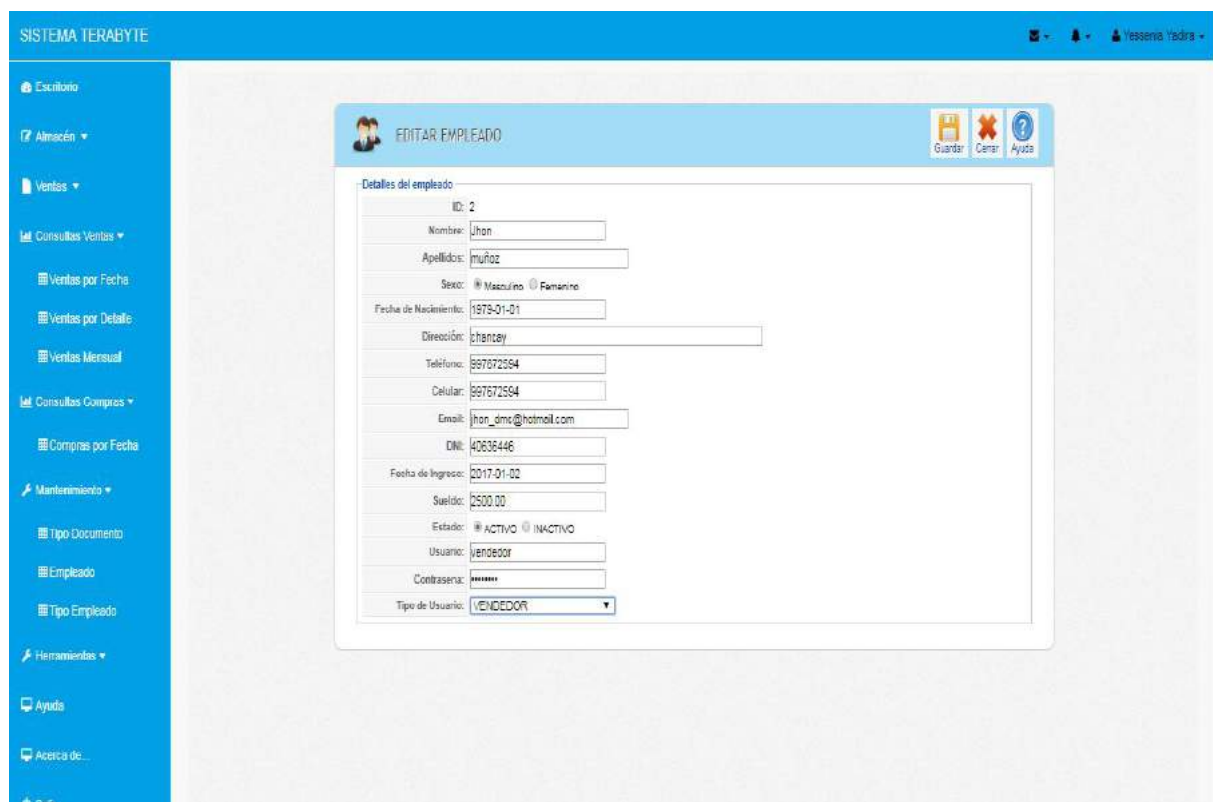 SISTEMA TERABYTE
Yessenia Yadira
Escritorio
Almacén
Ventas
Consultas Ventas
Ventas por Fecha
Ventas por Detalle
Ventas Mensual
Consultas Compras
Compras por Fecha
Mantenimiento
Tipo Documento
Empleado
Tipo Empleado
Herramientas
Ayuda
Acerca de...
EDITAR EMPLEADO
Guardar Cerrar Ayuda
Detalles del empleado
ID: 2
Nombre: Jhon
Apellidos: muñoz
Sexo: Masculino Femenino
Fecha de Nacimiento: 1979-01-01
Dirección: chancay
Teléfono: 997672594
Celular: 997672594
Email: jhon_dmc@hotmail.com
DNI: 40636446
Fecha de Ingreso: 2017-01-02
Sueldo: 2500.00
Estado: ACTIVO INACTIVO
Usuario: vendedor
Contrasena: ••••••••
Tipo de Usuario: VENDEDOR